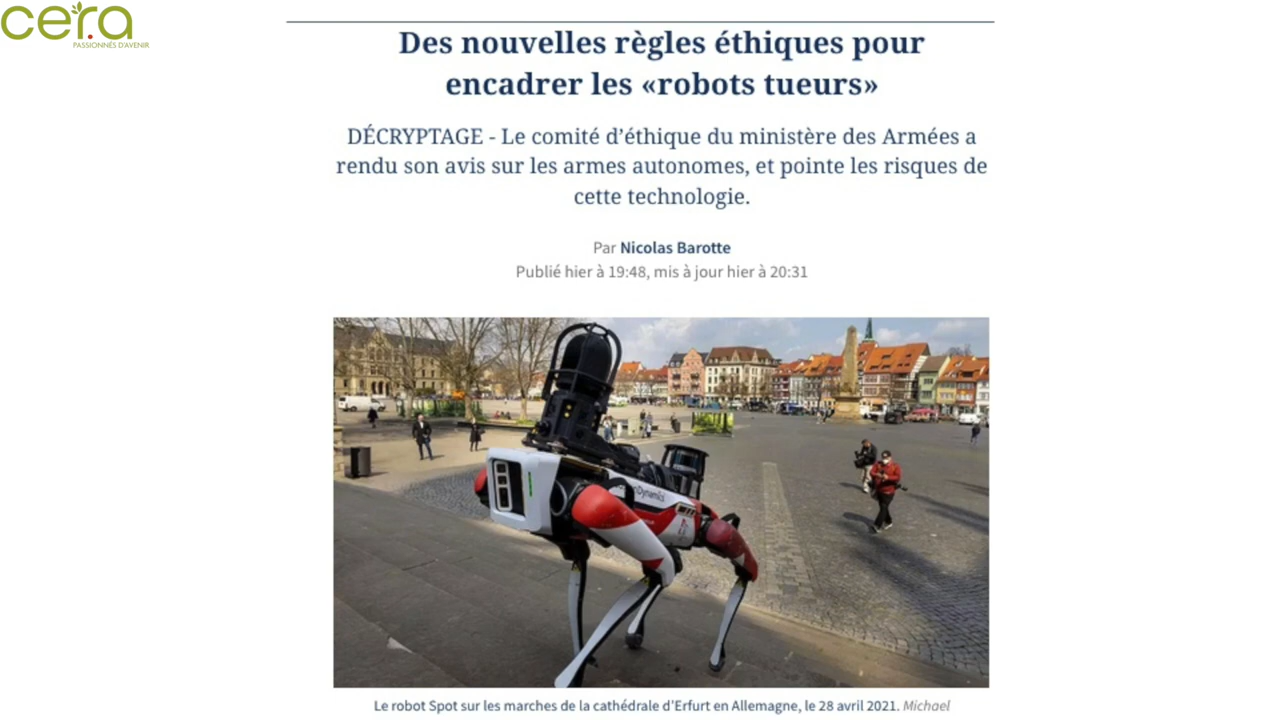 cera
PASSIONNÉS D'AVENIR
Des nouvelles règles éthiques pour
encadrer les «robots tueurs»
DÉCRYPTAGE - Le comité d'éthique du ministère des Armées a
rendu son avis sur les armes autonomes, et pointe les risques de
cette technologie.
Par Nicolas Barotte
Publié hier à 19:48, mis à jour hier à 20:31
Le robot Spot sur les marches de la cathédrale d'Erfurt en Allemagne, le 28 avril 2021. Michael